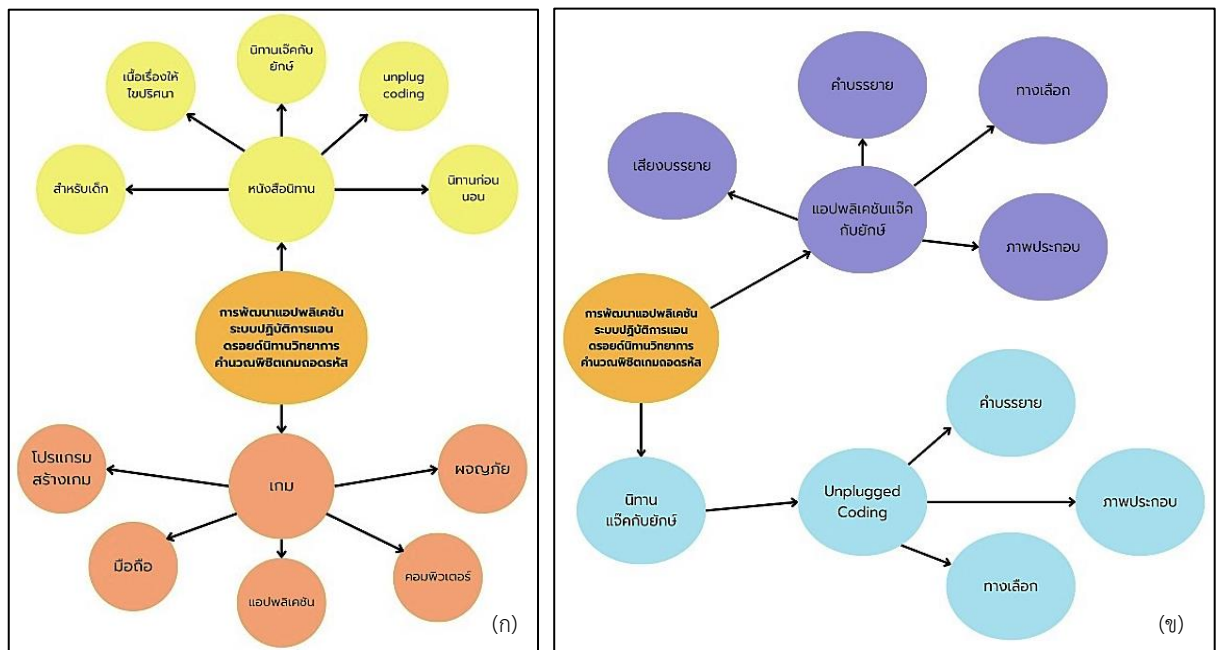 นิทานเจ๊คกับ
ยักษ์
เนื้อเรื่องให้
ไขปริศนา
unplug
coding
สำหรับเด็ก
หนังสือนิทาน
นิทานก่อน
นอน
การพัฒนาแอปพลิเคชัน
ระบบปฏิบัติการแอน
ดรอยด์นิทานวิทยาการ
คำนวณพิชิตเกมถอดรหัส
โปรแกรม
สร้างเกม
เกม
ผจญภัย
มือถือ
แอปพลิเคชัน
คอมพิวเตอร์
(ก)
คำบรรยาย
ทางเลือก
เสียงบรรยาย
แอปพลิเคชันแจ๊ค
กับยักษ์
ภาพประกอบ
การพัฒนาแอปพลิเคชัน
ระบบปฏิบัติการแอน
ดรอยด์นิทานวิทยาการ
คำนวณพิชิตเกมถอดรหัส
คำบรรยาย
นิทาน
แจ๊คกับยักษ์
Unplugged
Coding
ภาพประกอบ
ทางเลือก
(ข)